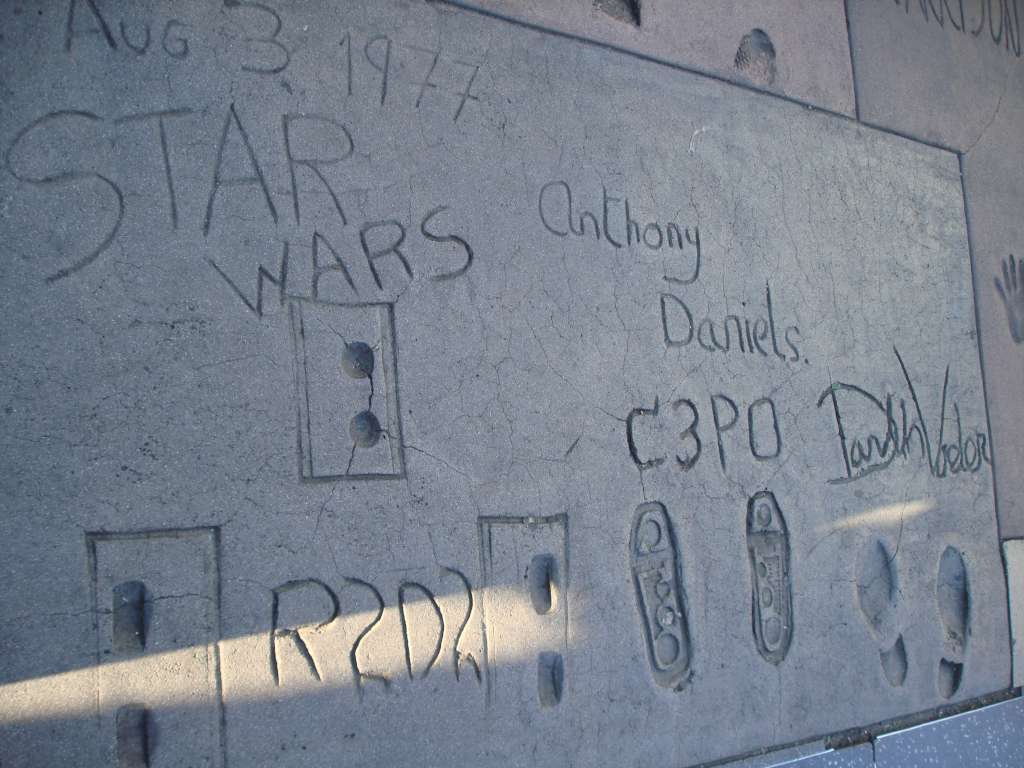 Aug 3 1977
STAR
WARS
Anthony
Daniels.
C3PO
Darth Vader
R2D2